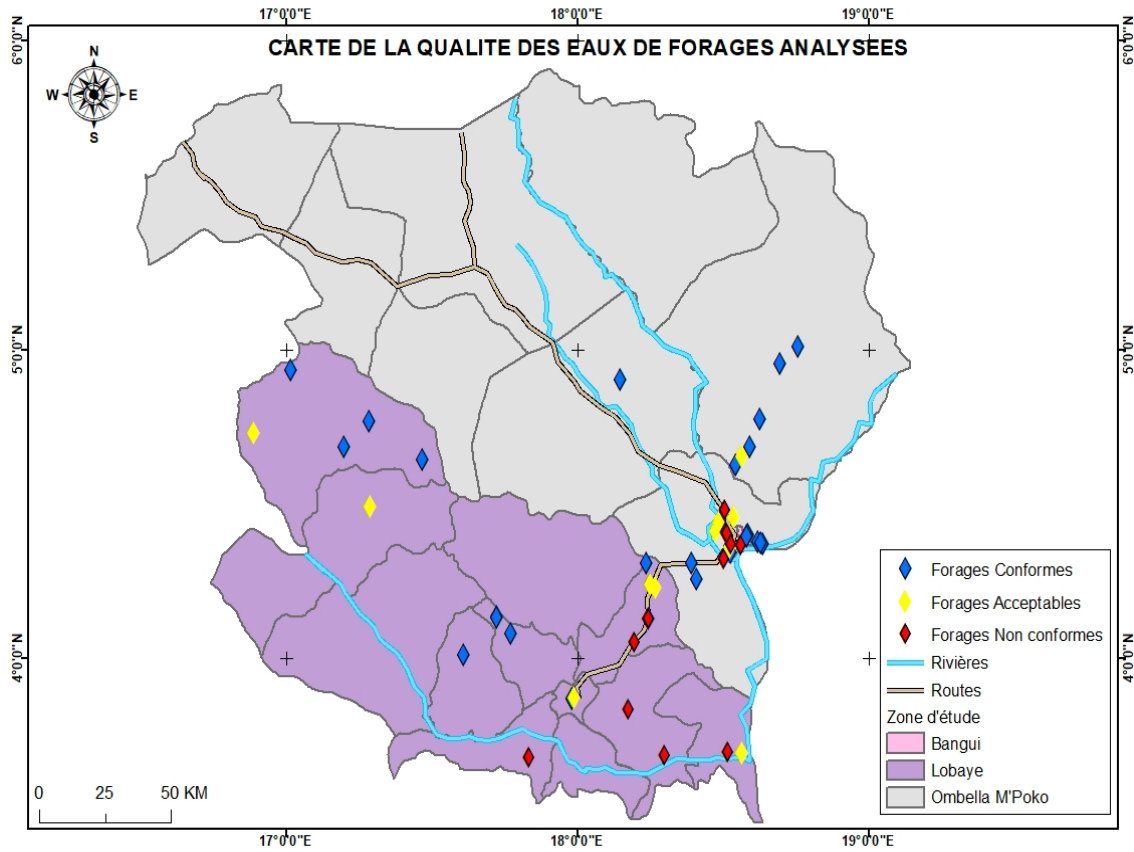 17°0'0"N 18°0'0"N 19°0'0"N
6°0'0"N 6°0'0"N
CARTE DE LA QUALITE DES EAUX DE FORAGES ANALYSEES
N
W E
S
5°0'0"N 5°0'0"N
4°0'0"N 4°0'0"N
Forages Conformes
Forages Acceptables
Forages Non conformes
Rivières
Routes
Zone d'étude
Bangui
Lobaye
Ombella M'Poko
0 25 50 KM
17°0'0"N 18°0'0"N 19°0'0"N